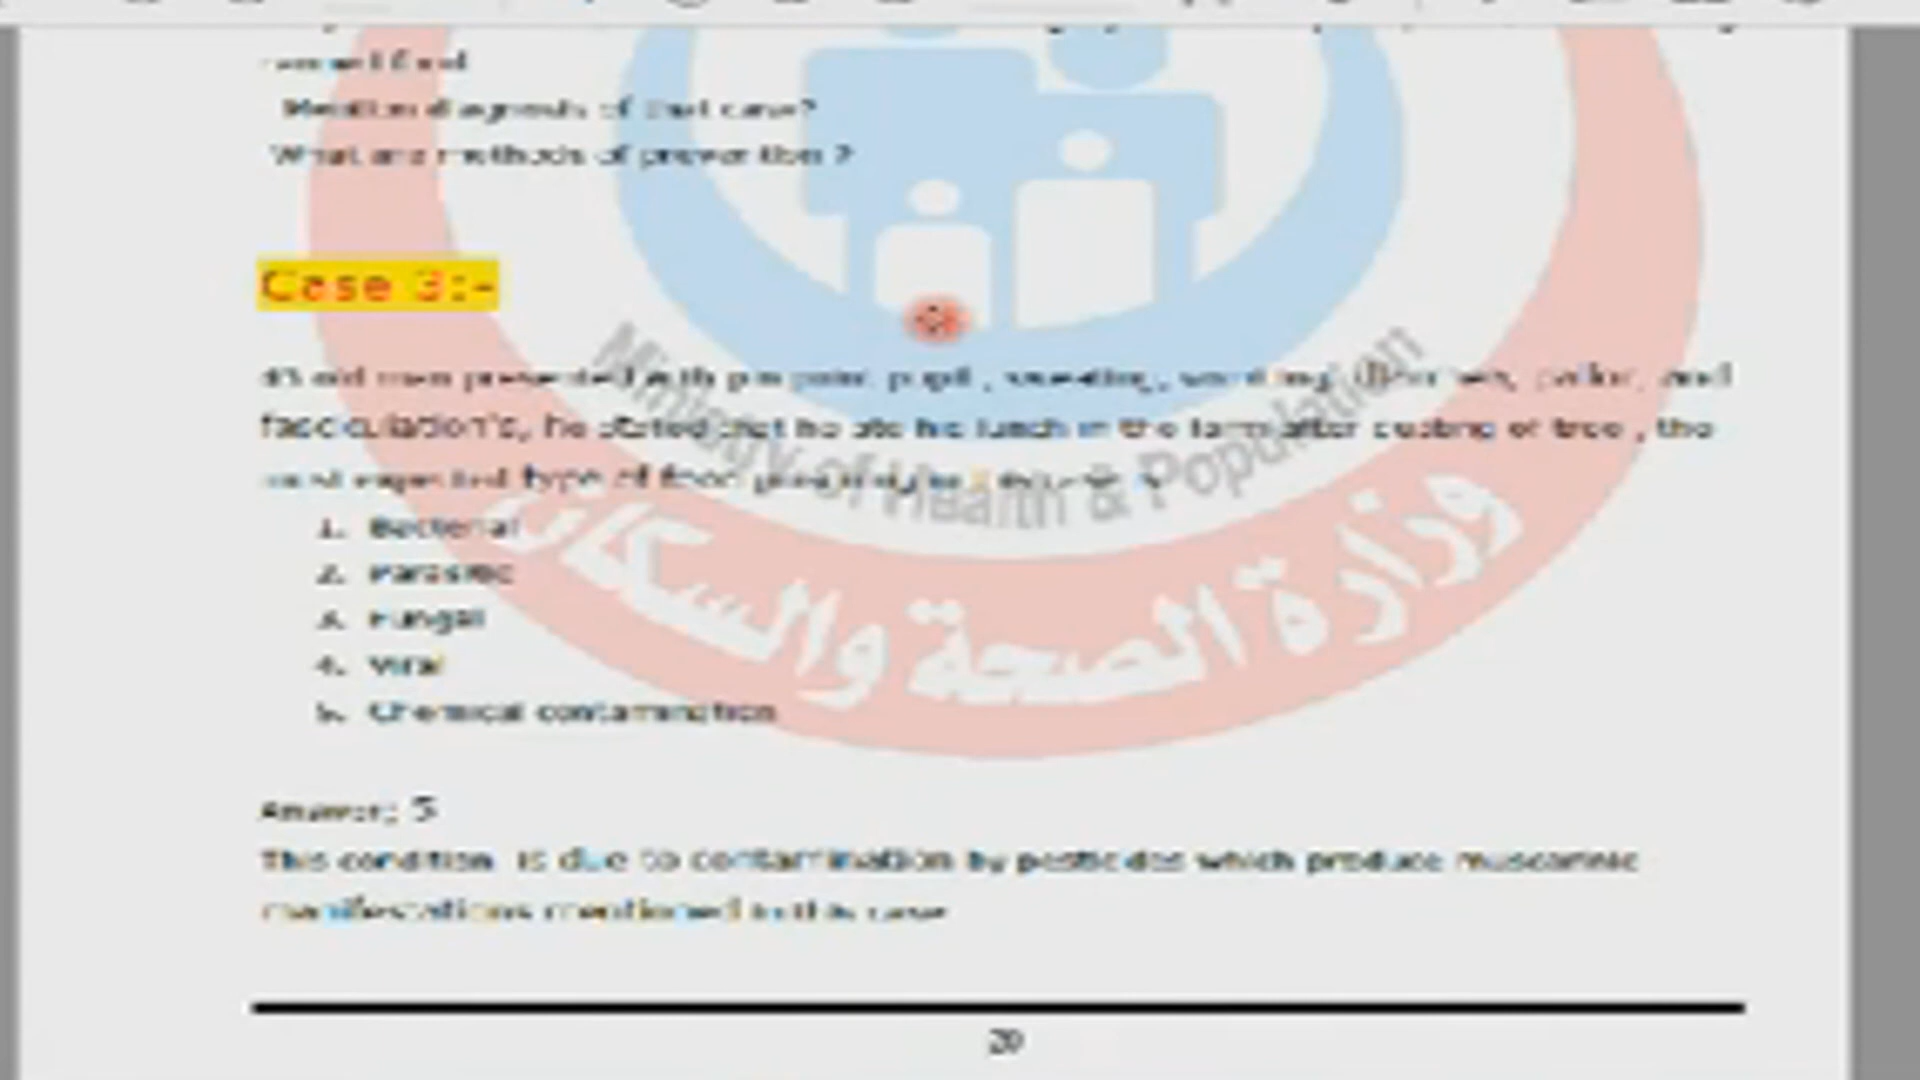 canned food
Mention diagnosis of that case?
What are methods of prevention ?
Case 3:-
45 old man presented with pin point pupil , sweating, vomiting, and
fasciculation's, he stated that he ate his lunch in the farm after dusting of tree , the
most expected type of food poisoning
1. Bacterial
2. Parasitic
3. Fungal
4. Viral
5. Chemical contamination
Answer; 5
This condition is due to contamination by pesticides which produce muscarinic
manifestations mentioned in this case
Ministry of Health & Population
وزارة الصحة والسكان
20